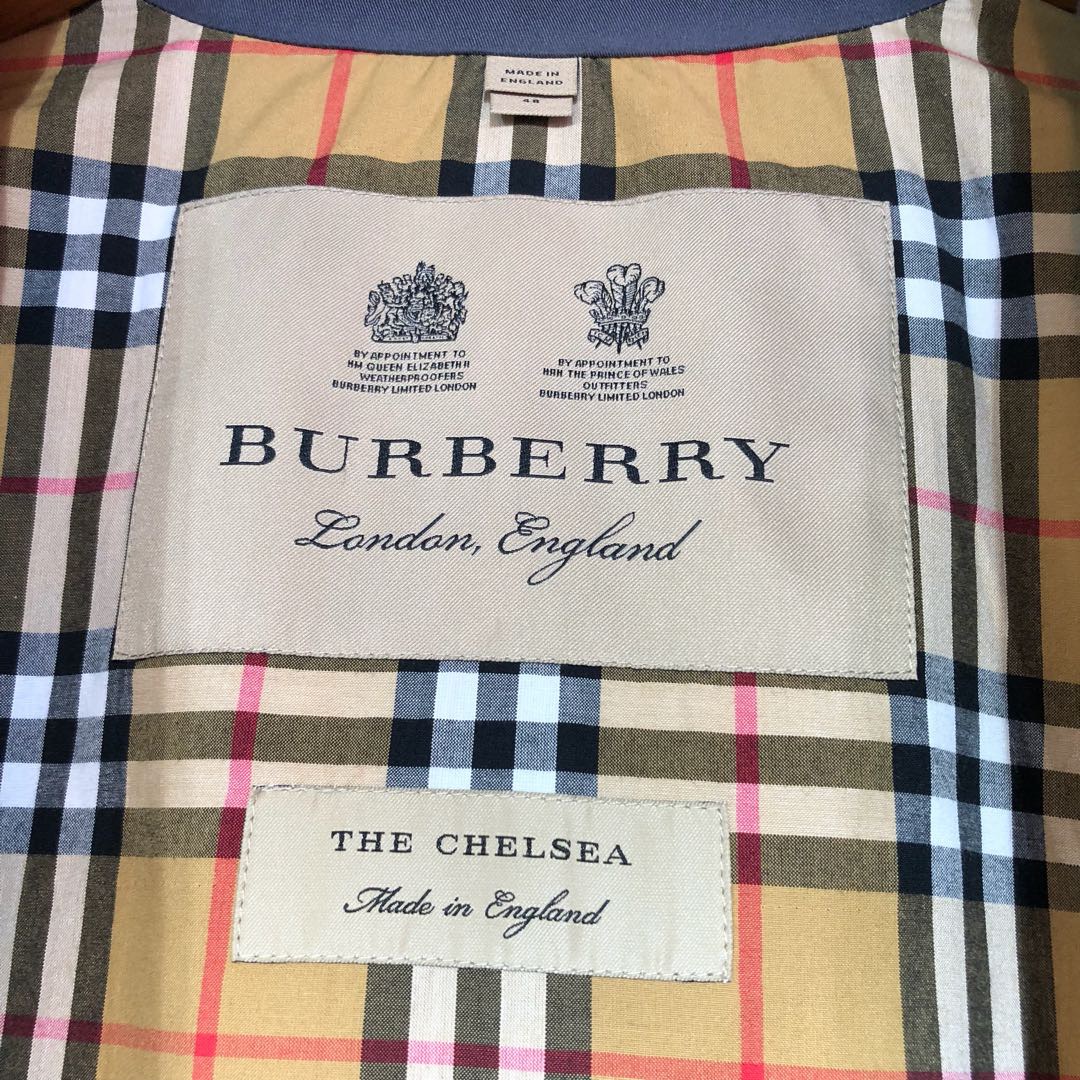 MADE IN
ENGLAND
48
BY APPOINTMENT TO
HM QUEEN ELIZABETH II
WEATHERPROOFERS
BURBERRY LIMITED LONDON
BY APPOINTMENT TO
HRH THE PRINCE OF WALES
OUTFITTERS
BURBERRY LIMITED LONDON
BURBERRY
London, England
THE CHELSEA
Made in England